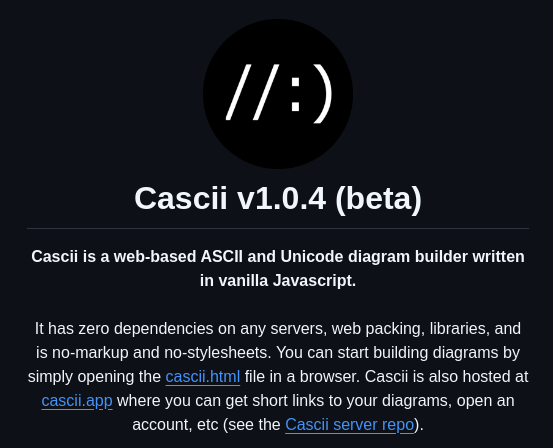 //:)
Cascii v1.0.4 (beta)
Cascii is a web-based ASCII and Unicode diagram builder written
in vanilla Javascript.
It has zero dependencies on any servers, web packing, libraries, and
is no-markup and no-stylesheets. You can start building diagrams by
simply opening the cascii.html file in a browser. Cascii is also hosted at
cascii.app where you can get short links to your diagrams, open an
account, etc (see the Cascii server repo).